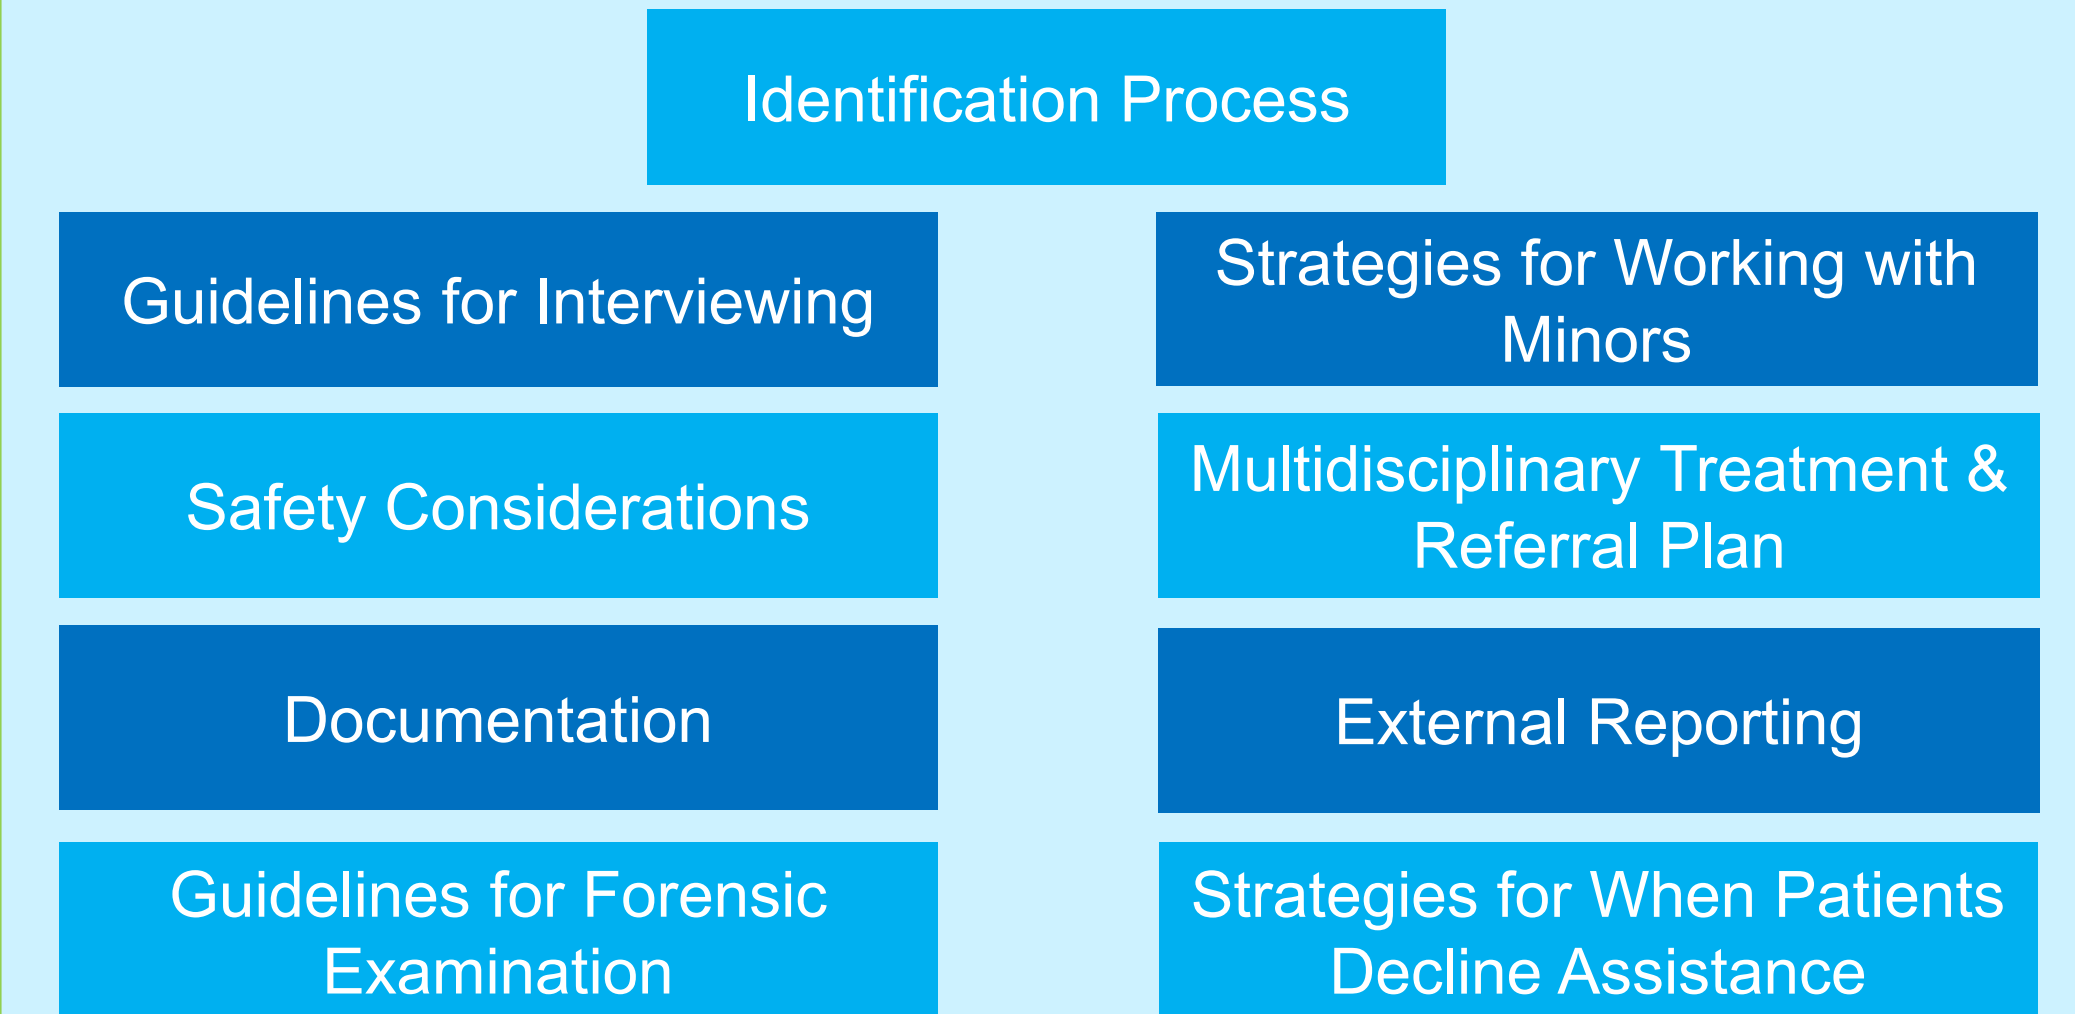 Identification Process
Guidelines for Interviewing
Strategies for Working with
Minors
Safety Considerations
Multidisciplinary Treatment &
Referral Plan
Documentation
External Reporting
Guidelines for Forensic
Examination
Strategies for When Patients
Decline Assistance